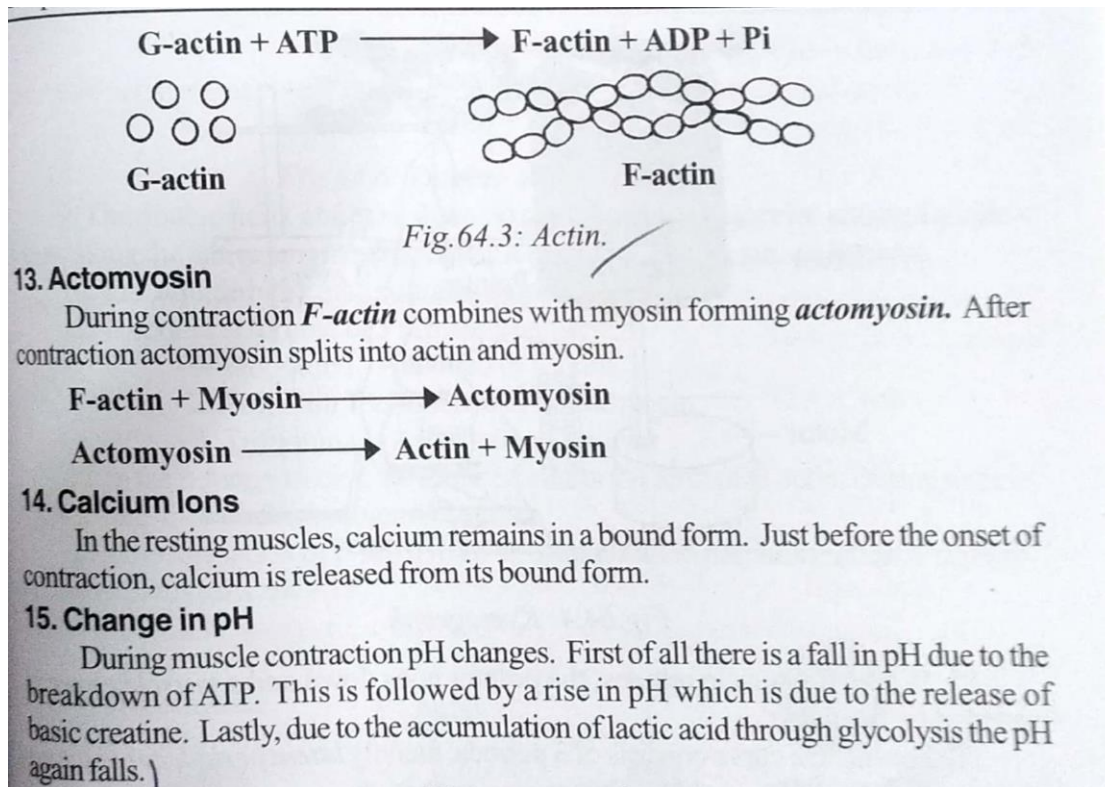 G-actin + ATP ⟶ F-actin + ADP + Pi
G-actin
F-actin
Fig.64.3: Actin.
13. Actomyosin
During contraction F-actin combines with myosin forming actomyosin. After
contraction actomyosin splits into actin and myosin.
F-actin + Myosin ⟶ Actomyosin
Actomyosin ⟶ Actin + Myosin
14. Calcium Ions
In the resting muscles, calcium remains in a bound form. Just before the onset of
contraction, calcium is released from its bound form.
15. Change in pH
During muscle contraction pH changes. First of all there is a fall in pH due to the
breakdown of ATP. This is followed by a rise in pH which is due to the release of
basic creatine. Lastly, due to the accumulation of lactic acid through glycolysis the pH
again falls.